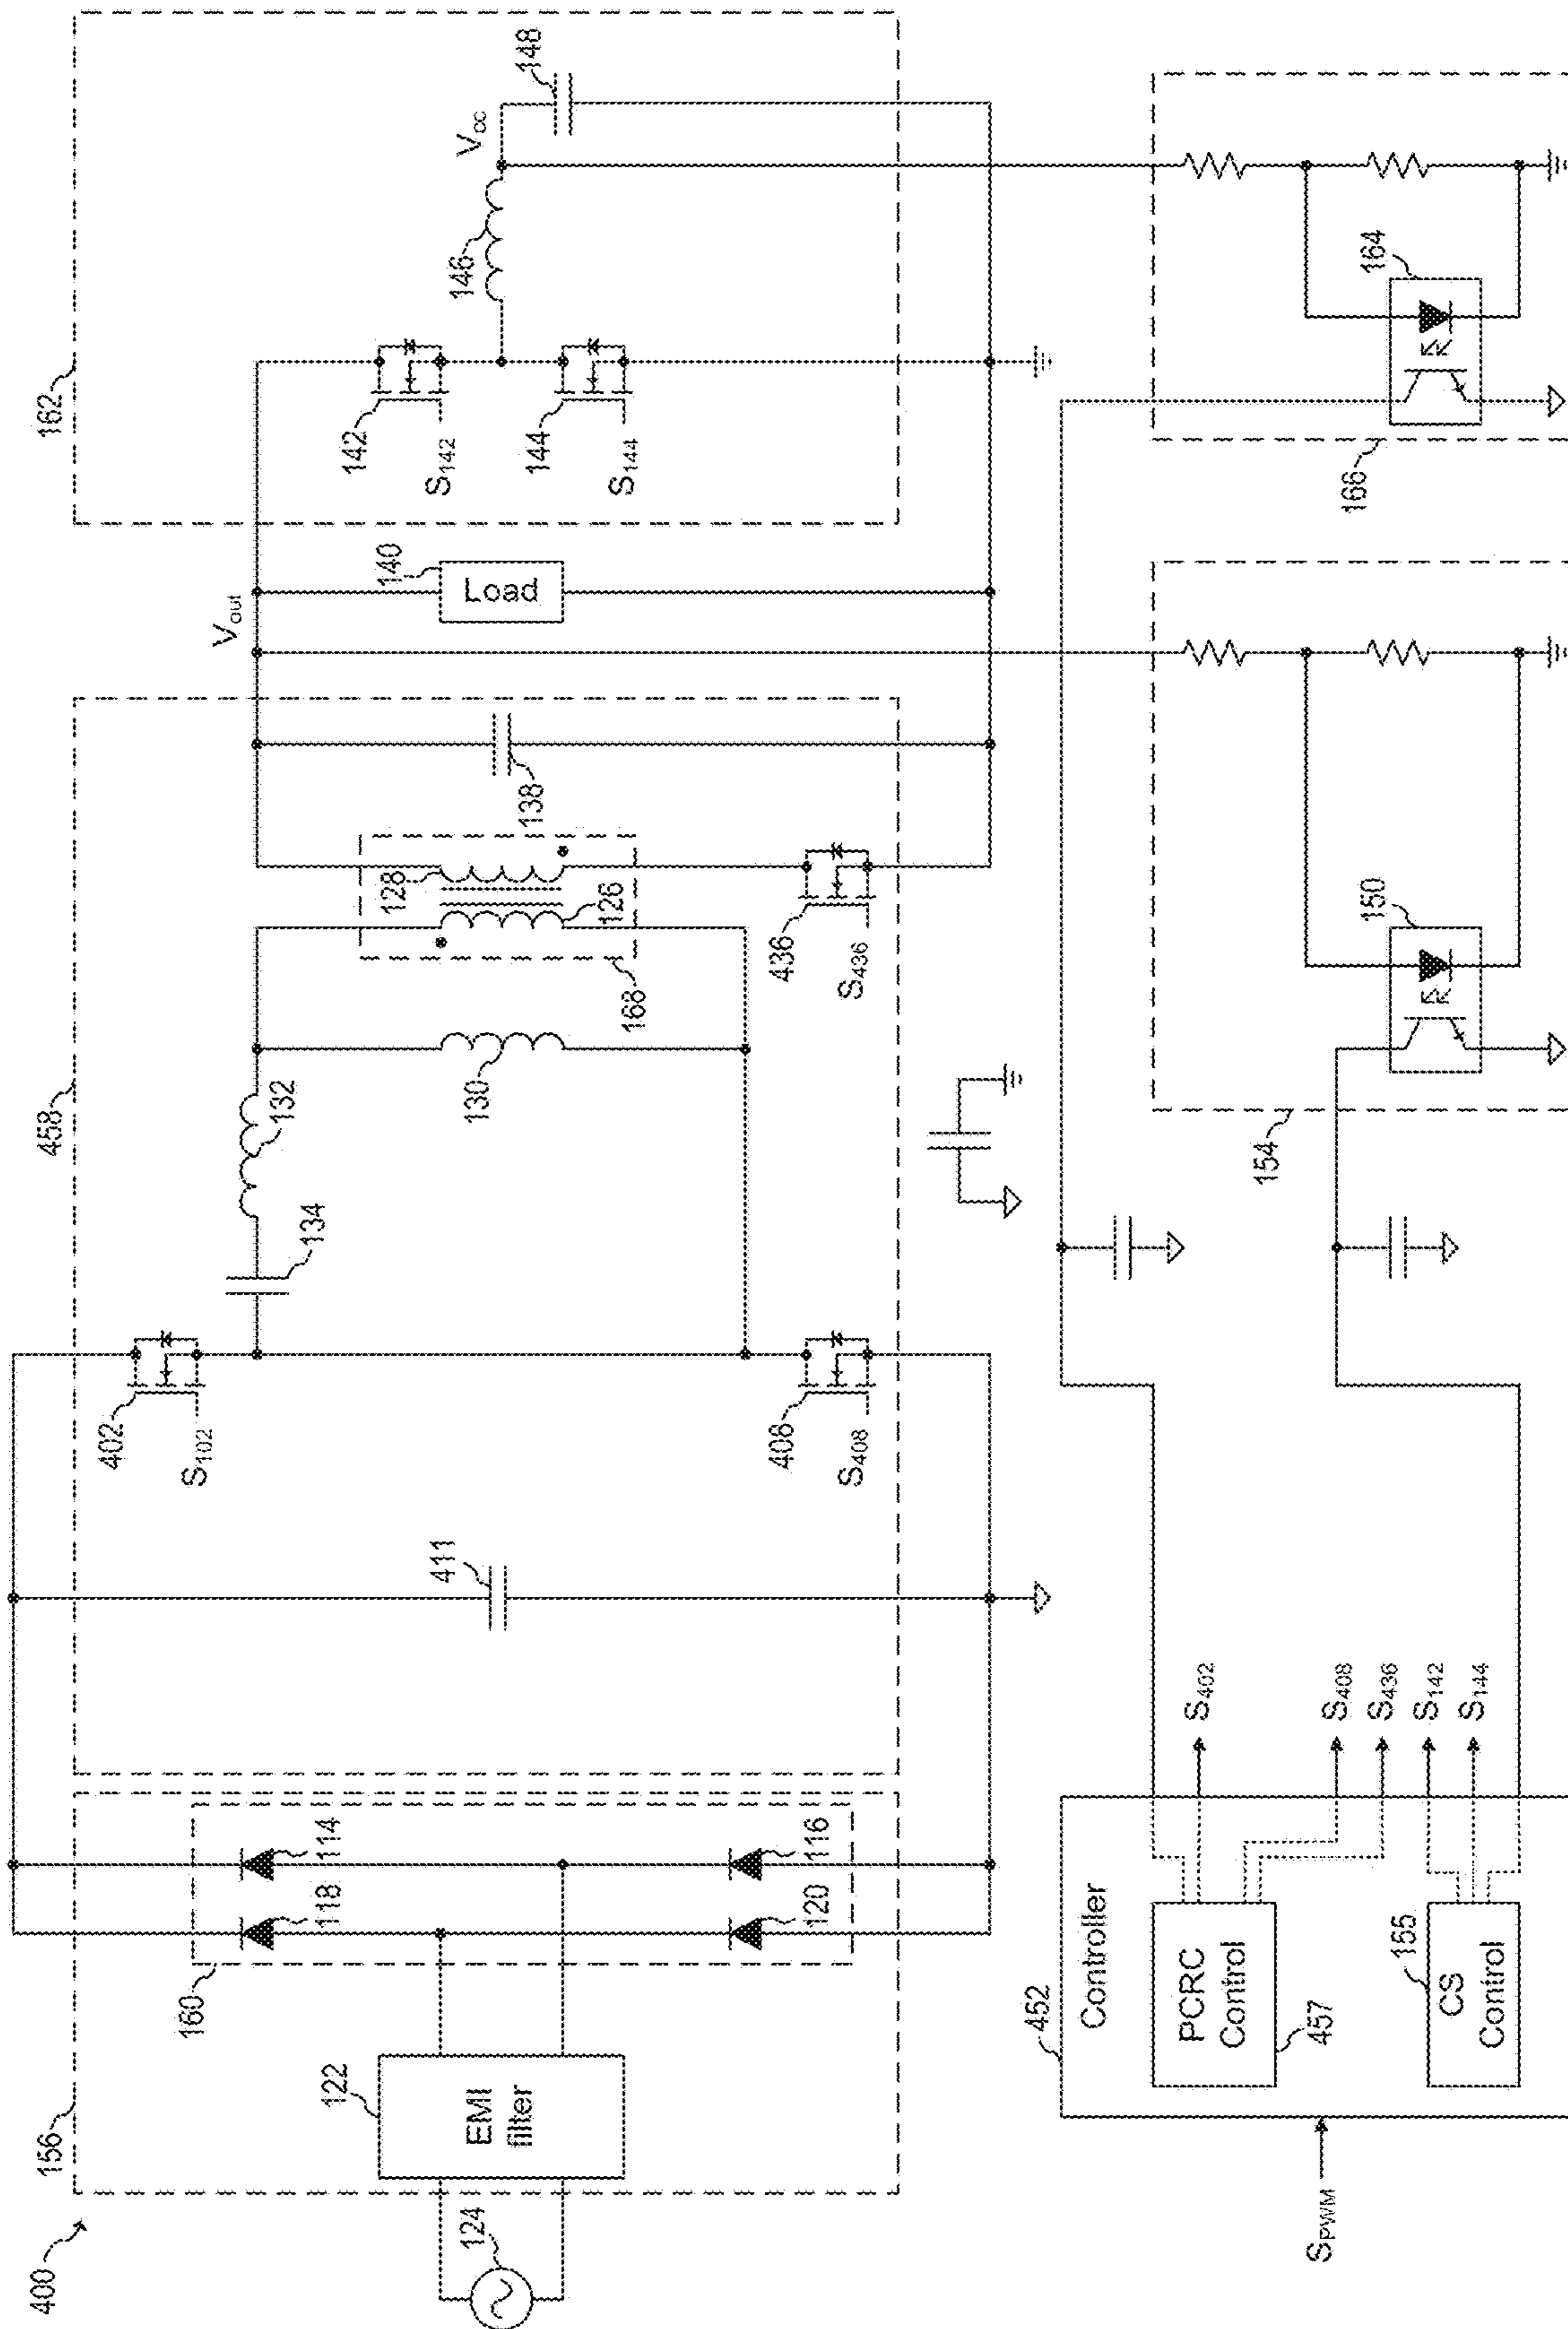 400
156
458
162
124
122
EMI
filter
160
118
114
120
116
411
402
S102
408
S408
134
132
130
168
128
126
138
436
S436
Vout
140
Load
142
S142
144
S144
146
Vcc
148
SPWM
452
Controller
PCRC
Control
457
155
CS
Control
S402
S408
S436
S142
S144
154
150
166
164